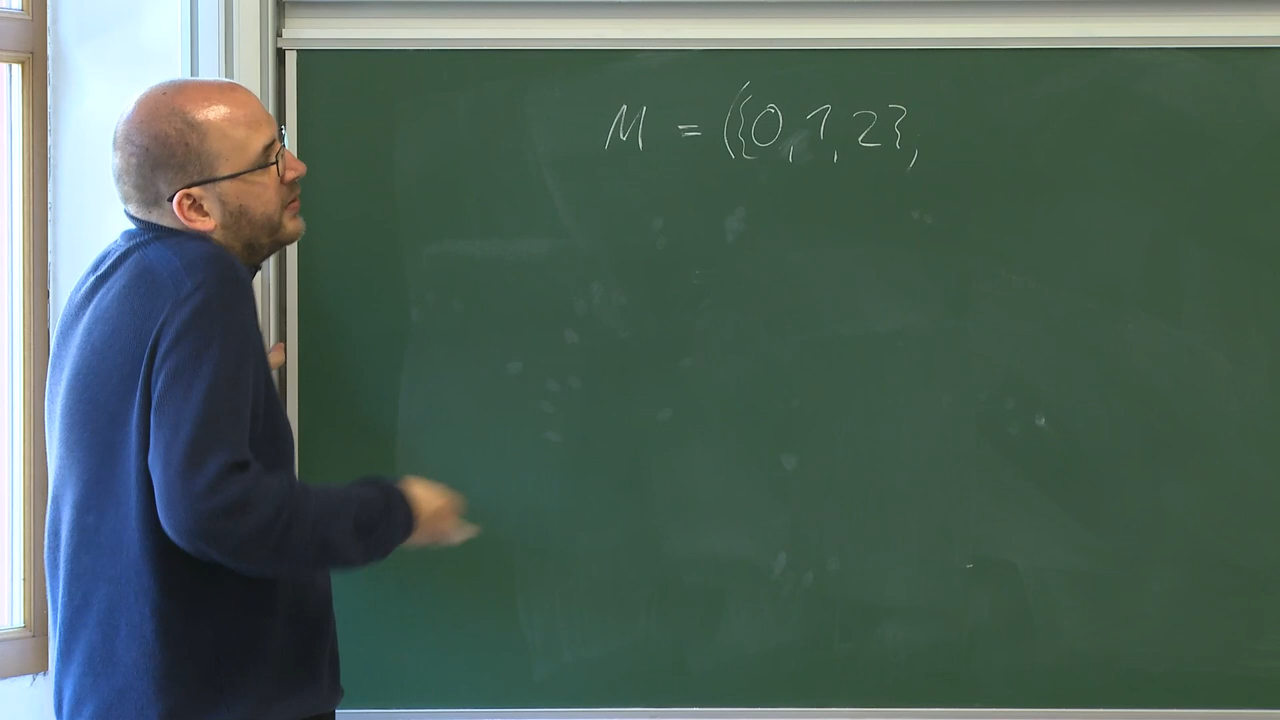 M = ({0, 1, 2},